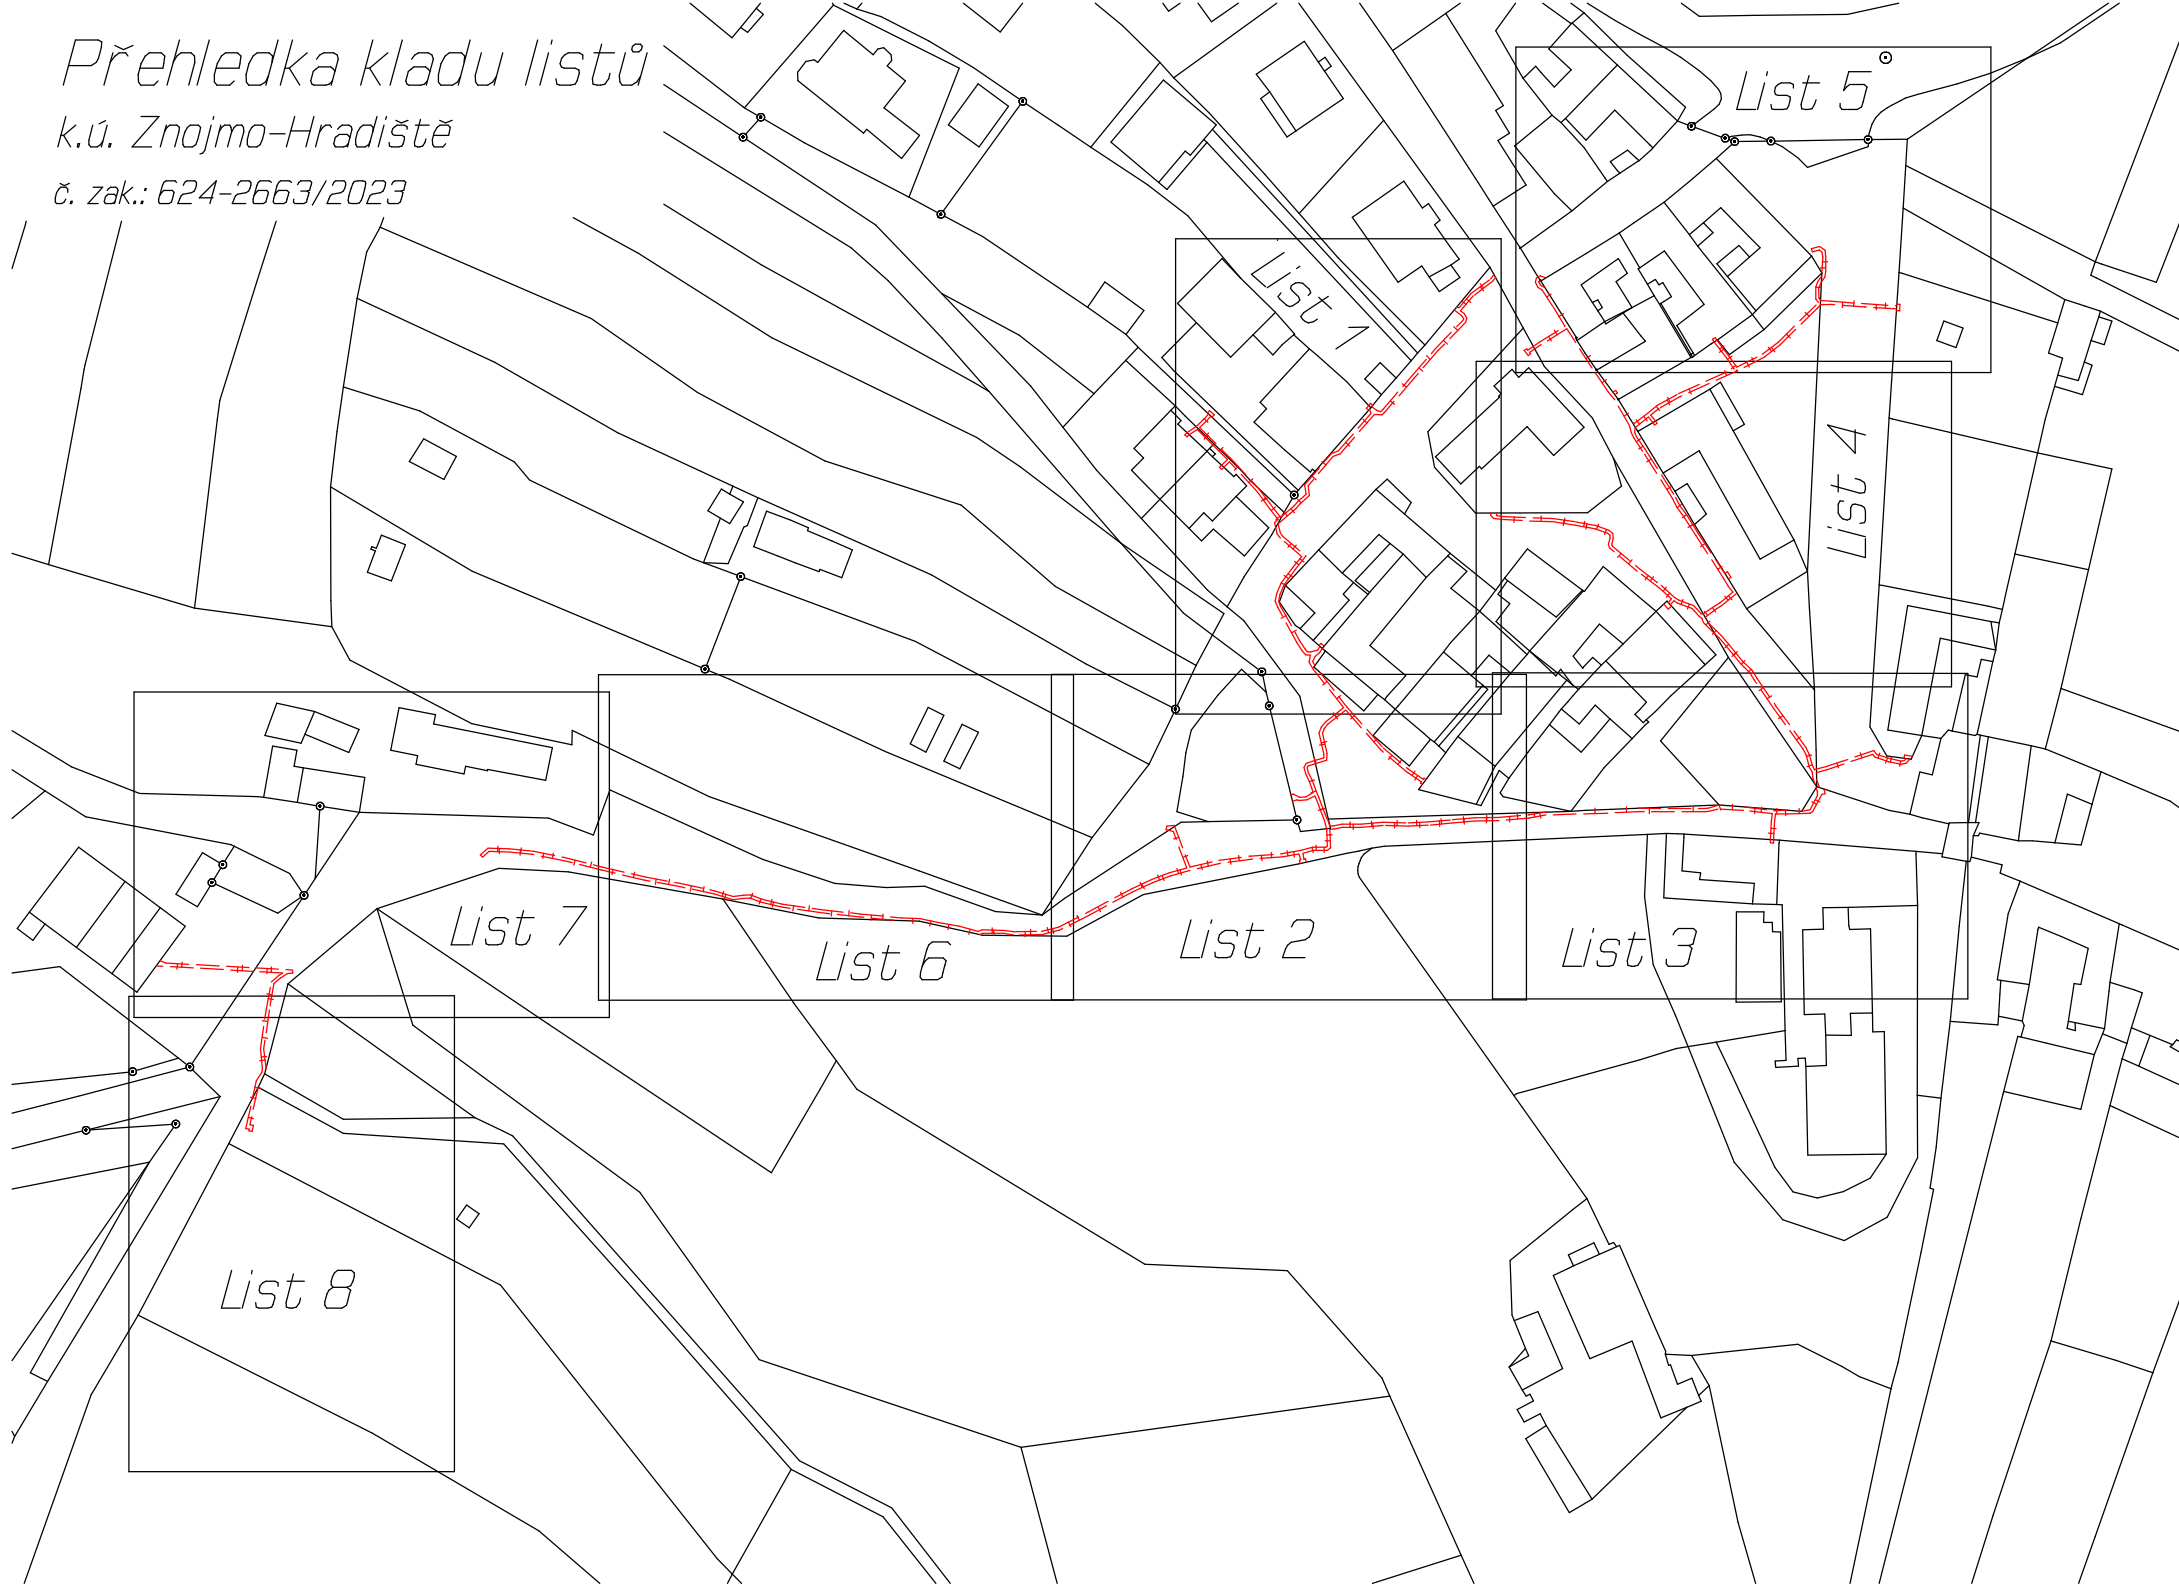 Přehledka kladu listů
k.ú. Znojmo-Hradiště
č. zak.: 624-2663/2023
List 5
List 1
List 4
List 7
List 6
List 2
List 3
List 8